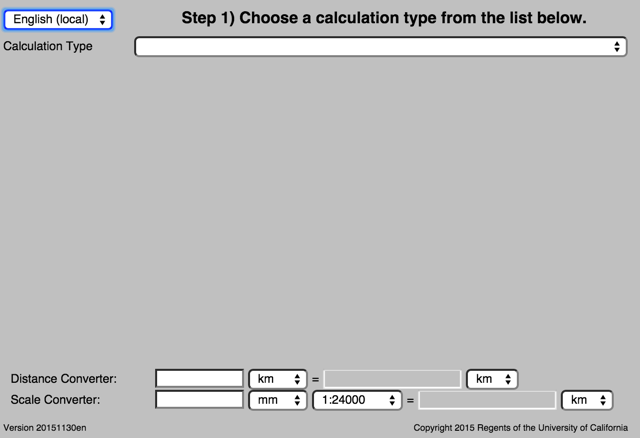 English (local)
Step 1) Choose a calculation type from the list below.
Calculation Type
Distance Converter: km = km
Scale Converter: mm 1:24000 = km
Version 20151130en
Copyright 2015 Regents of the University of California